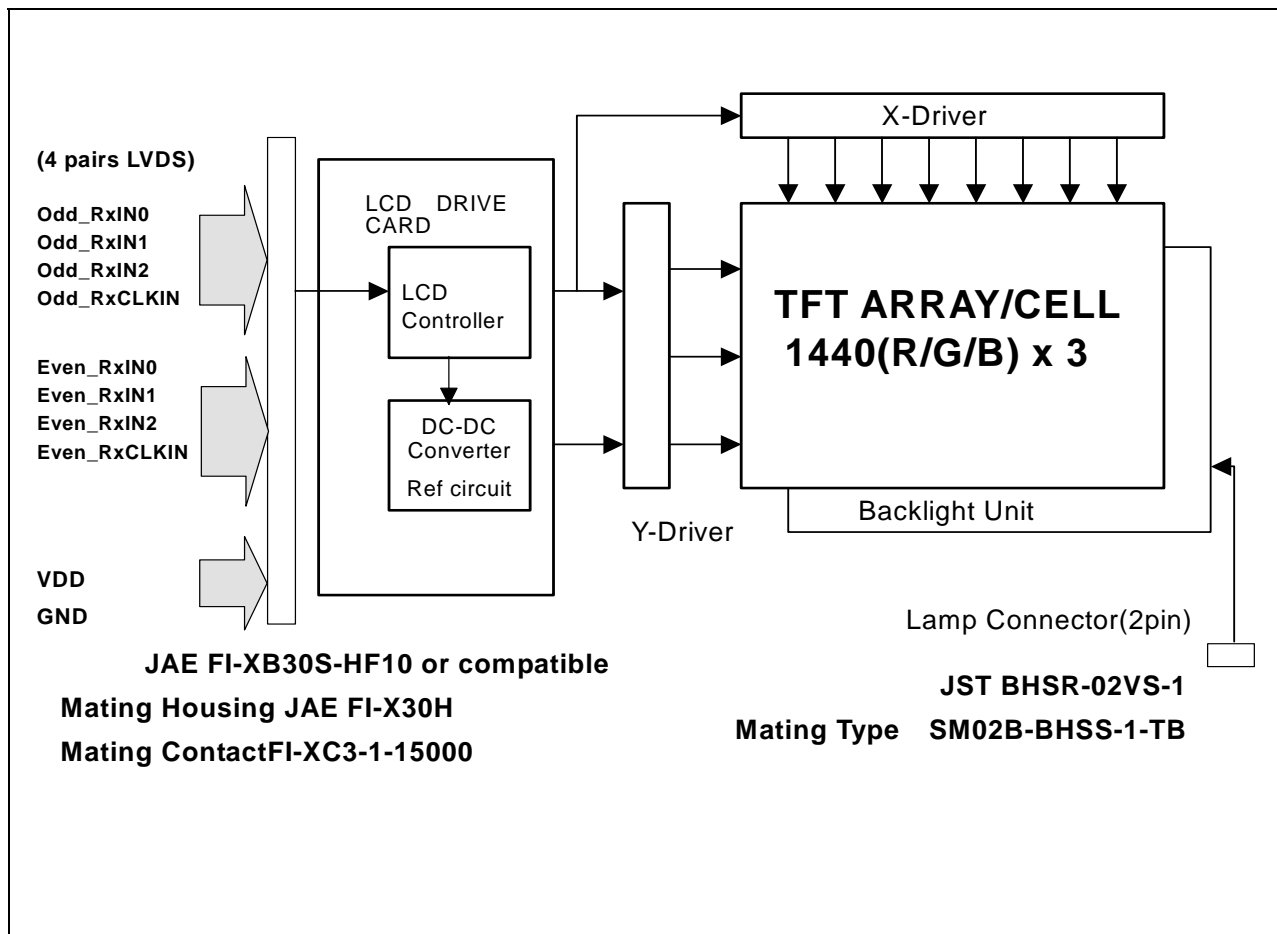 (4 pairs LVDS)
Odd_RxIN0
Odd_RxIN1
Odd_RxIN2
Odd_RxCLKIN
Even_RxIN0
Even_RxIN1
Even_RxIN2
Even_RxCLKIN
VDD
GND
LCD DRIVE
CARD
LCD
Controller
DC-DC
Converter
Ref circuit
X-Driver
Y-Driver
TFT ARRAY/CELL
1440(R/G/B) x 3
Backlight Unit
Lamp Connector(2pin)
JAE FI-XB30S-HF10 or compatible
Mating Housing JAE FI-X30H
Mating ContactFI-XC3-1-15000
JST BHSR-02VS-1
Mating Type SM02B-BHSS-1-TB